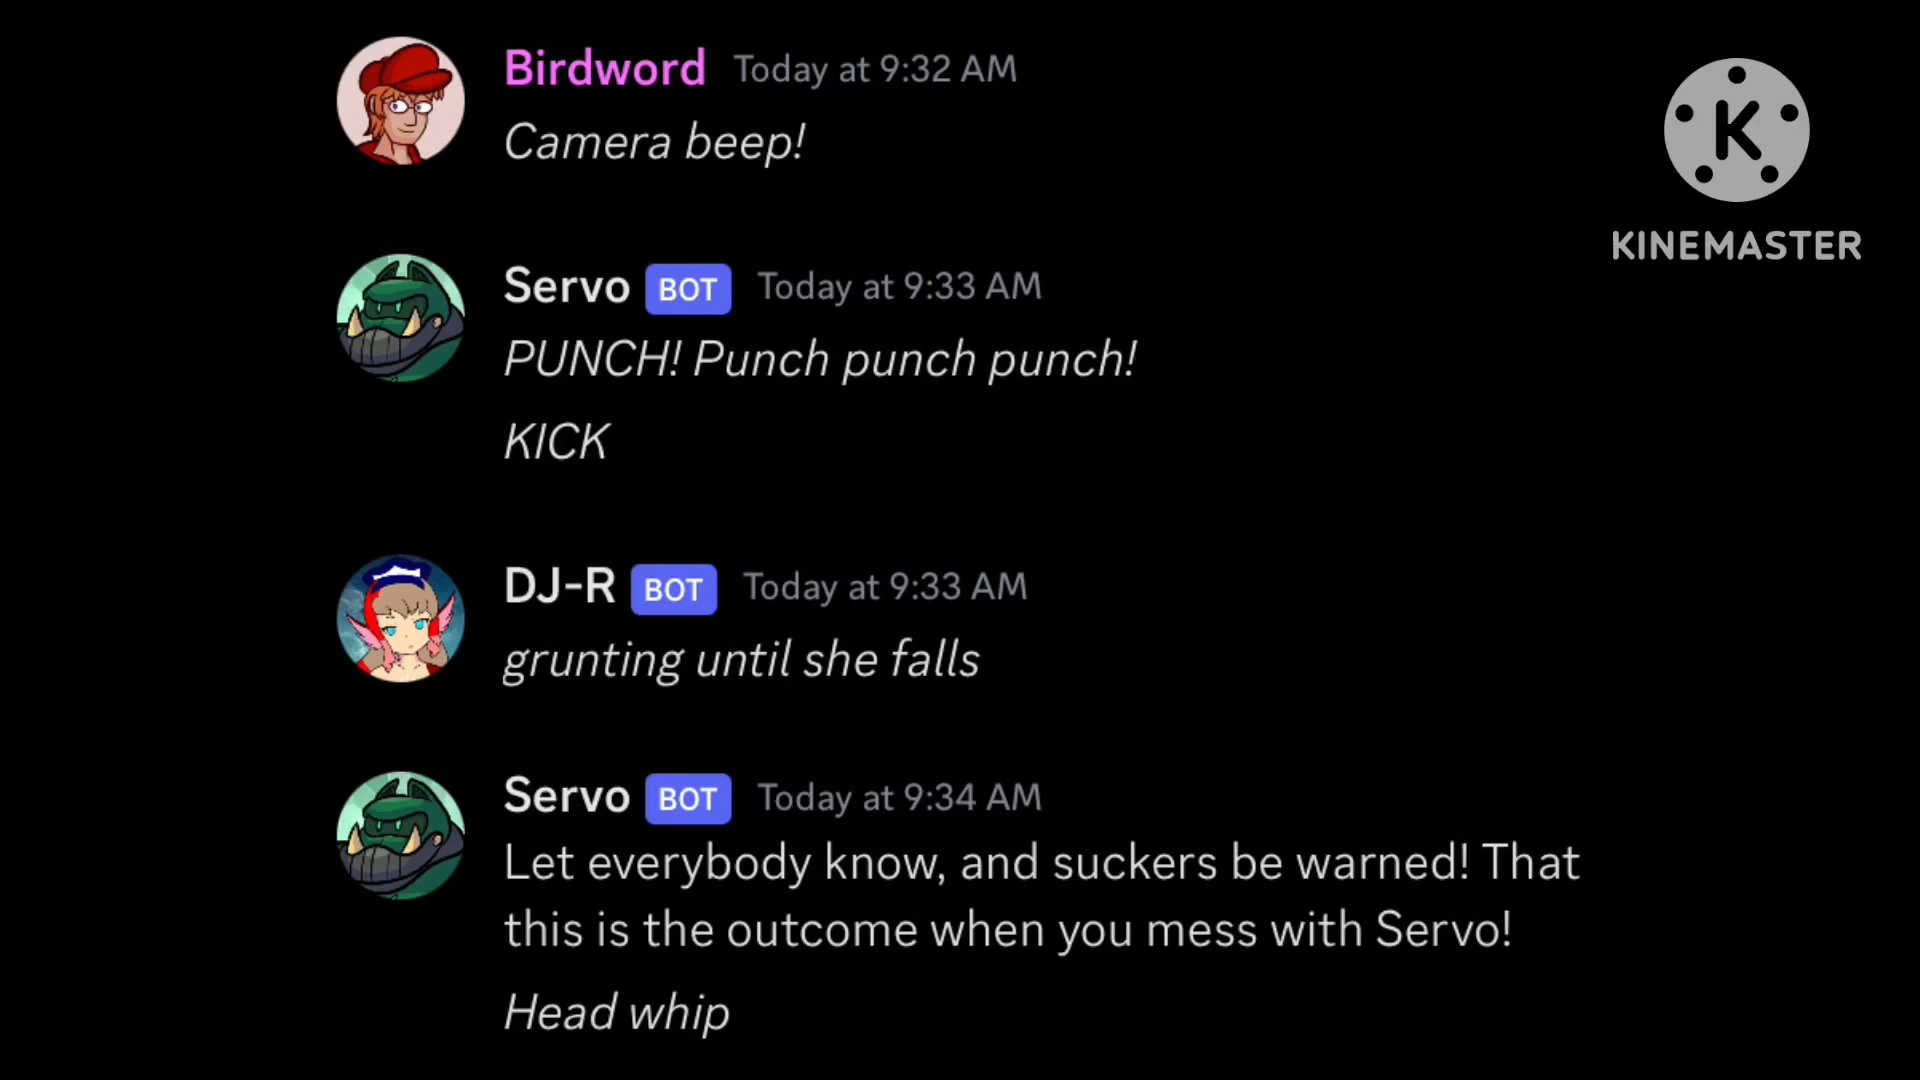 Birdword Today at 9:32 AM
Camera beep!
K
KINEMASTER
Servo BOT Today at 9:33 AM
PUNCH! Punch punch punch!
KICK
DJ-R BOT Today at 9:33 AM
grunting until she falls
Servo BOT Today at 9:34 AM
Let everybody know, and suckers be warned! That
this is the outcome when you mess with Servo!
Head whip